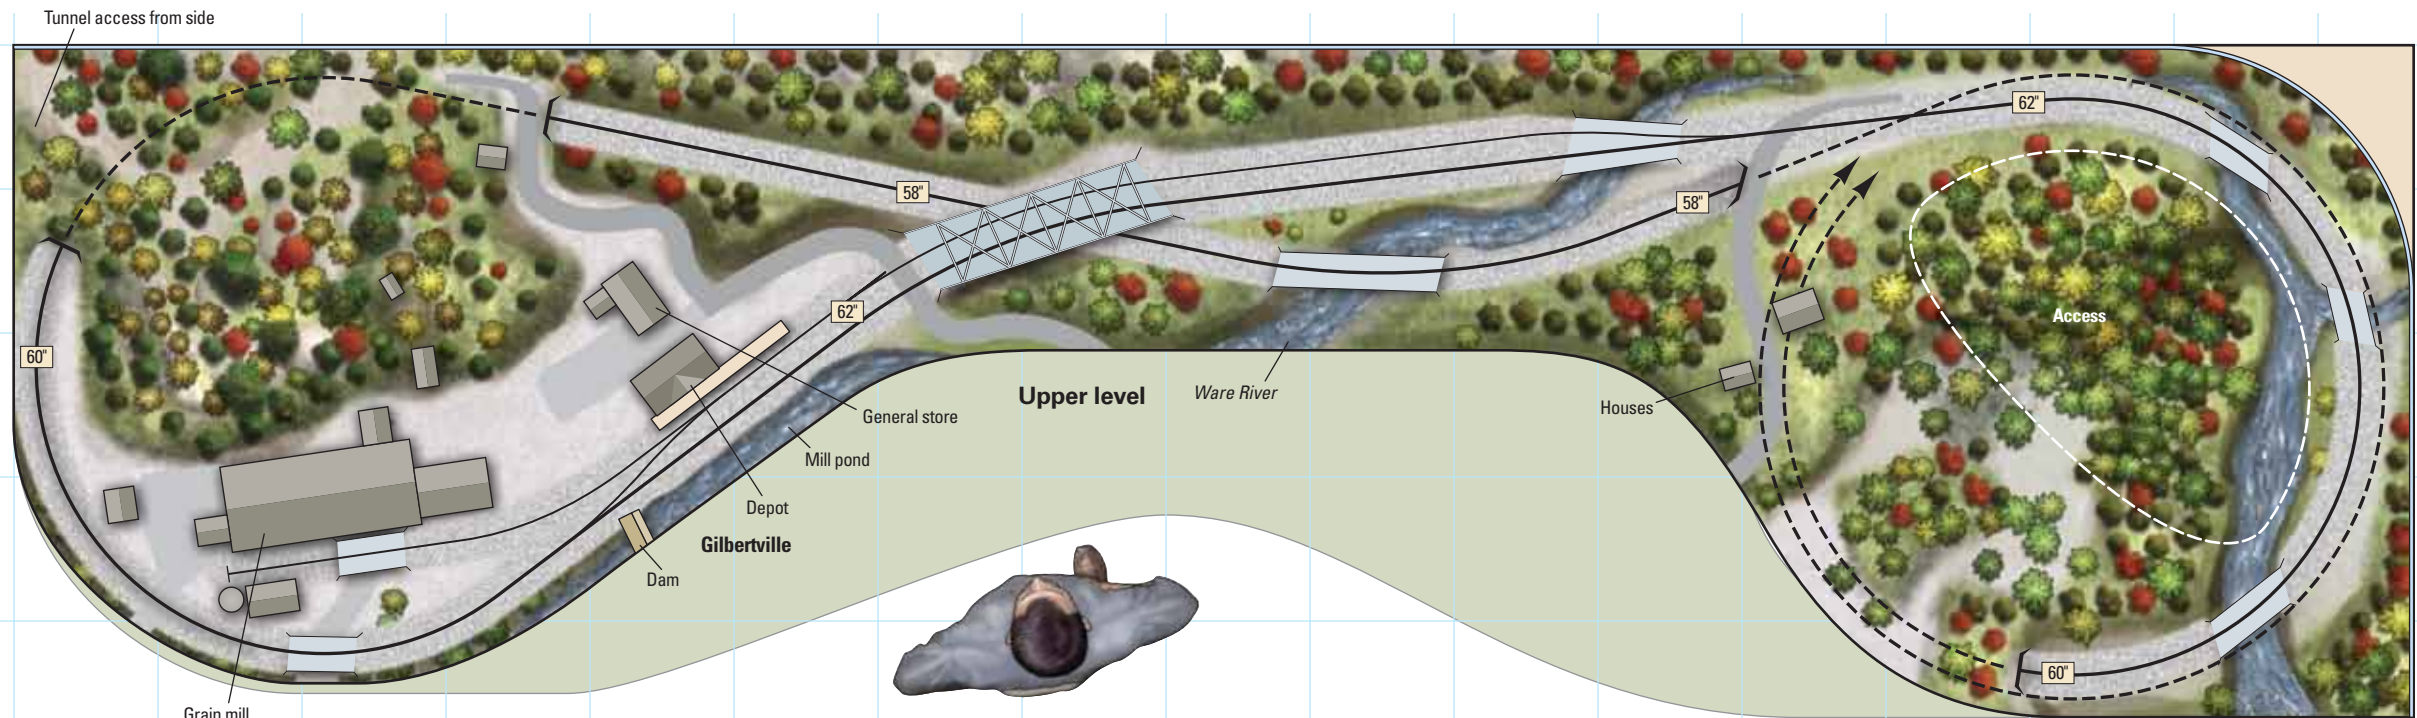 Tunnel access from side
62"
58"
58"
62"
Access
60"
Upper level
Ware River
Houses
General store
Mill pond
Depot
Gilbertville
Dam
60"
Grain mill